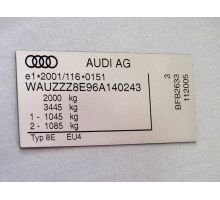 AUDI AG
e1*2001/116*0151
WAUZZZ8E96A140243
2000 kg
3445 kg
1 - 1045 kg
2 - 1085 kg
Typ 8E EU4
3
BFB2633
112005